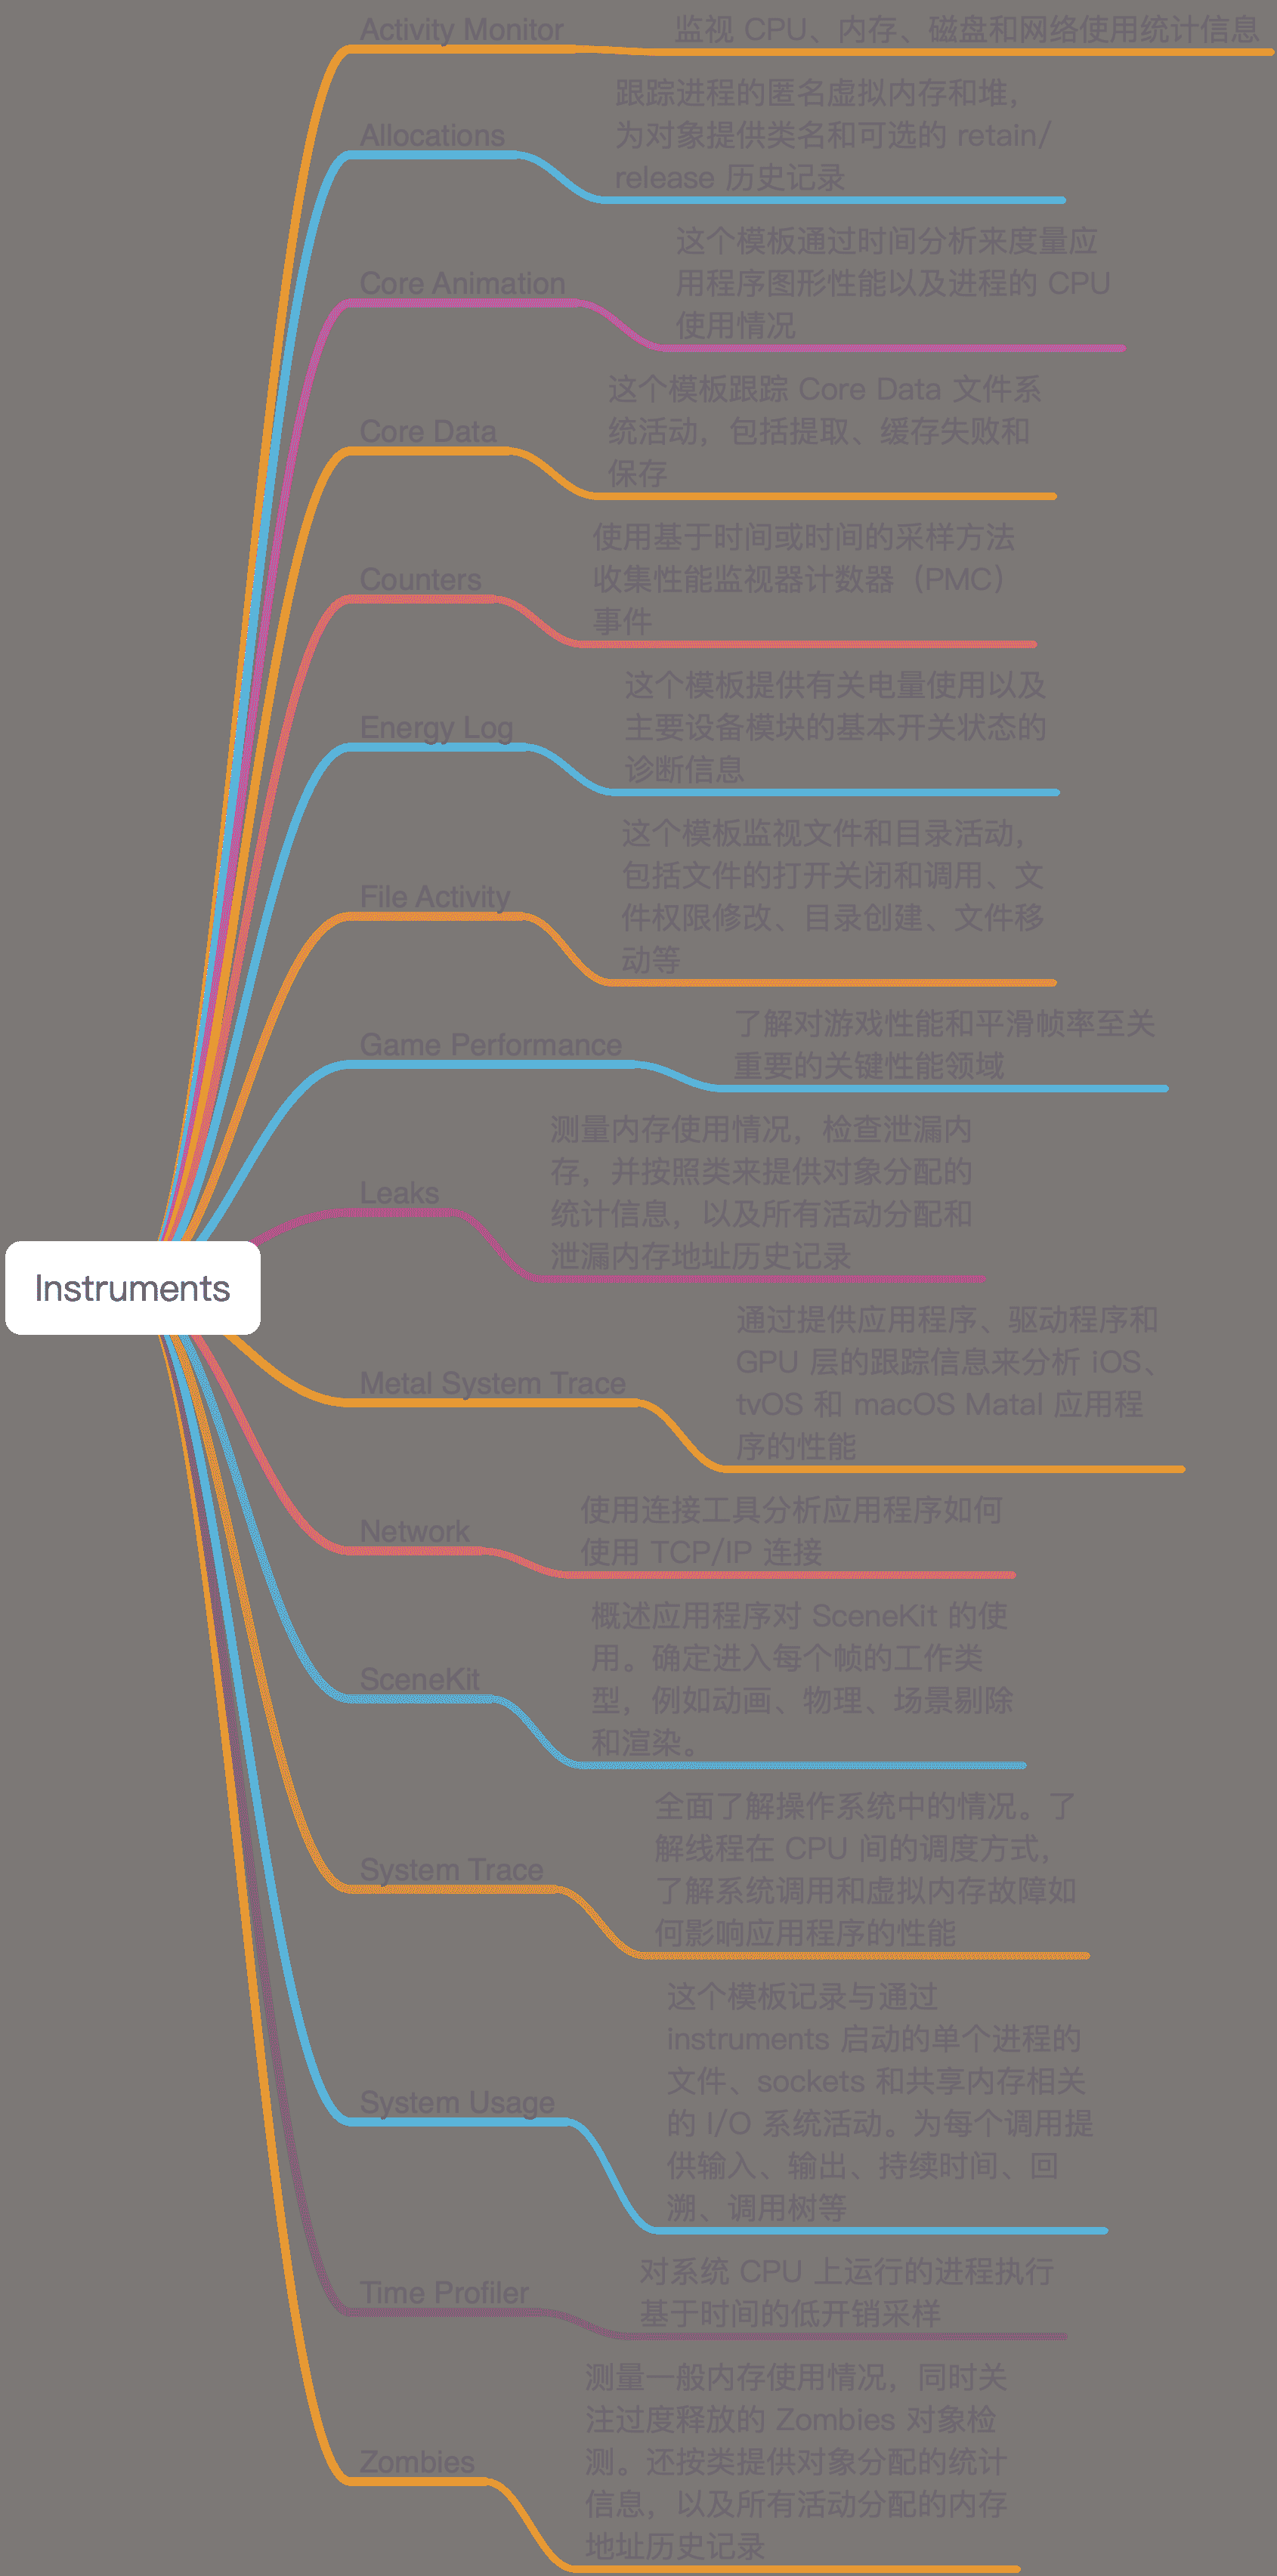 Activity Monitor
监视 CPU、内存、磁盘和网络使用统计信息
Allocations
跟踪进程的匿名虚拟内存和堆，
为对象提供类名和可选的 retain/
release 历史记录
Core Animation
这个模板通过时间分析来度量应
用程序图形性能以及进程的 CPU
使用情况
Core Data
这个模板跟踪 Core Data 文件系
统活动，包括提取、缓存失败和
保存
Counters
使用基于时间或时间的采样方法
收集性能监视器计数器（PMC）
事件
Energy Log
这个模板提供有关电量使用以及
主要设备模块的基本开关状态的
诊断信息
File Activity
这个模板监视文件和目录活动，
包括文件的打开关闭和调用、文
件权限修改、目录创建、文件移
动等
Game Performance
了解对游戏性能和平滑帧率至关
重要的关键性能领域
Leaks
测量内存使用情况，检查泄漏内
存，并按照类来提供对象分配的
统计信息，以及所有活动分配和
泄漏内存地址历史记录
Instruments
Metal System Trace
通过提供应用程序、驱动程序和
GPU 层的跟踪信息来分析 iOS、
tvOS 和 macOS Matal 应用程
序的性能
Network
使用连接工具分析应用程序如何
使用 TCP/IP 连接
SceneKit
概述应用程序对 SceneKit 的使
用。确定进入每个帧的工作类
型，例如动画、物理、场景剔除
和渲染。
System Trace
全面了解操作系统中的情况。了
解线程在 CPU 间的调度方式，
了解系统调用和虚拟内存故障如
何影响应用程序的性能
System Usage
这个模板记录与通过
instruments 启动的单个进程的
文件、sockets 和共享内存相关
的 I/O 系统活动。为每个调用提
供输入、输出、持续时间、回
溯、调用树等
Time Profiler
对系统 CPU 上运行的进程执行
基于时间的低开销采样
Zombies
测量一般内存使用情况，同时关
注过度释放的 Zombies 对象检
测。还按类提供对象分配的统计
信息，以及所有活动分配的内存
地址历史记录